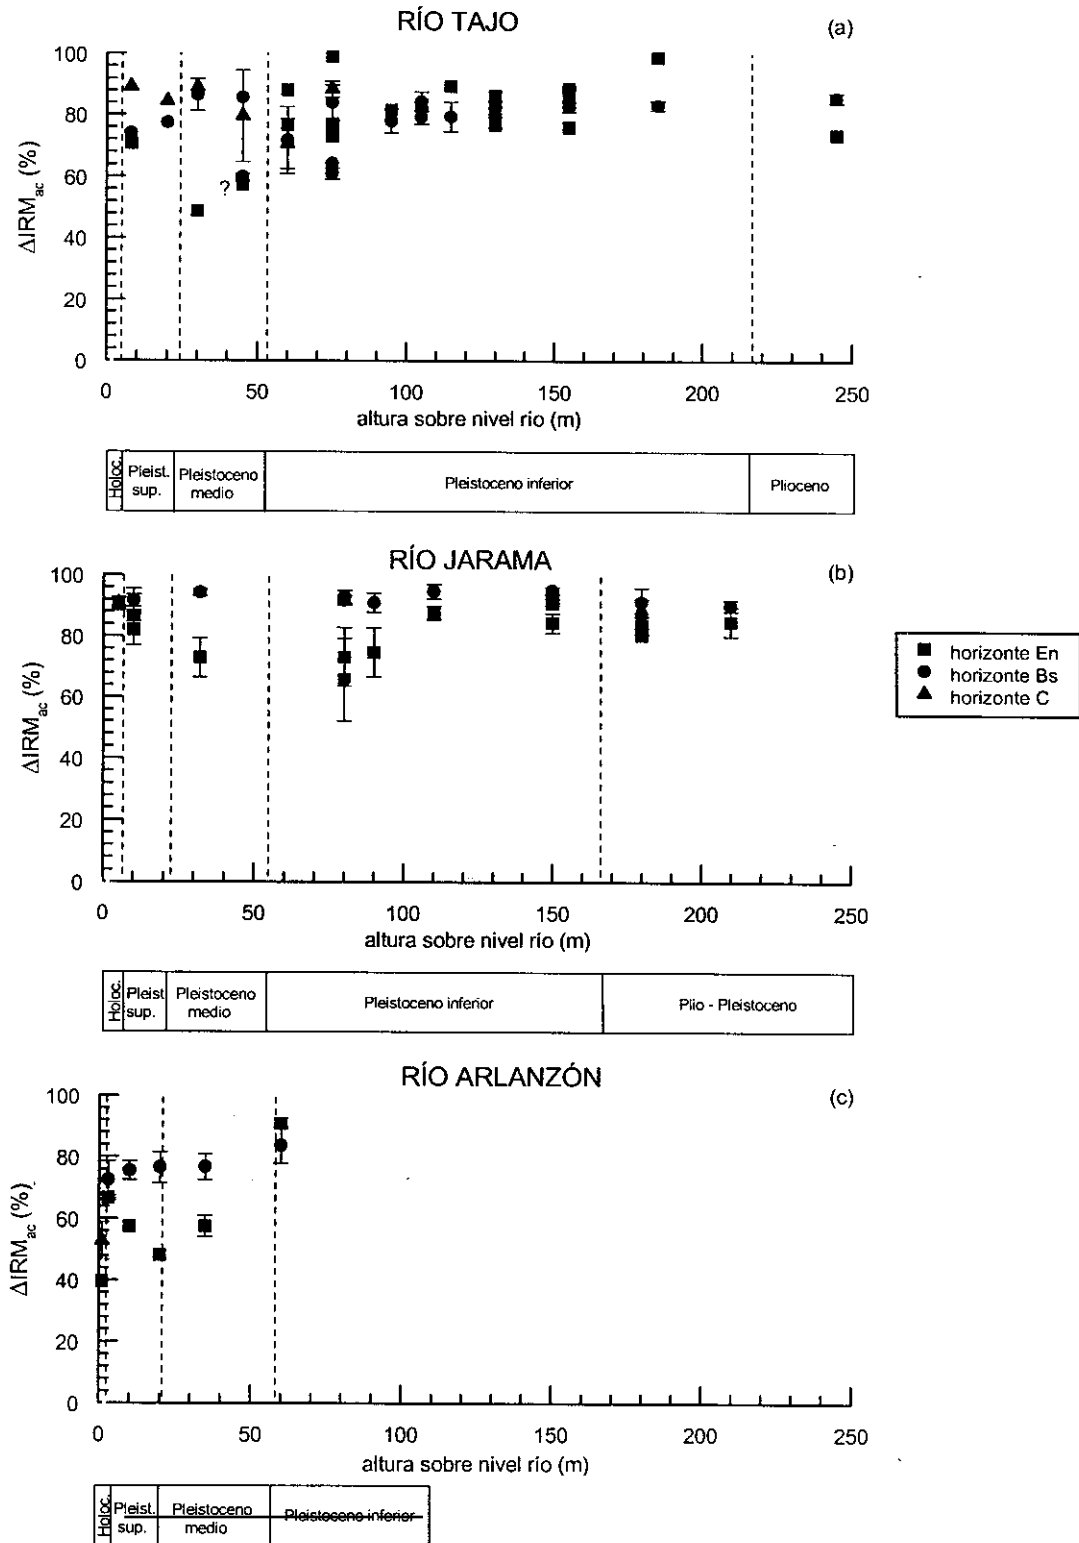 RÍO TAJO
(a)
100
80
60
40
20
0
ΔIRM_ac (%)
?
0 50 100 150 200 250
altura sobre nivel río (m)
Holoc.
Pleist. sup.
Pleistoceno medio
Pleistoceno inferior
Plioceno
RÍO JARAMA
(b)
100
80
60
40
20
0
ΔIRM_ac (%)
0 50 100 150 200 250
altura sobre nivel río (m)
horizonte En
horizonte Bs
horizonte C
Holoc.
Pleist. sup.
Pleistoceno medio
Pleistoceno inferior
Plio - Pleistoceno
RÍO ARLANZÓN
(c)
100
80
60
40
20
0
ΔIRM_ac (%)
0 50 100 150 200 250
altura sobre nivel río (m)
Holoc.
Pleist. sup.
Pleistoceno medio
Pleistoceno inferior